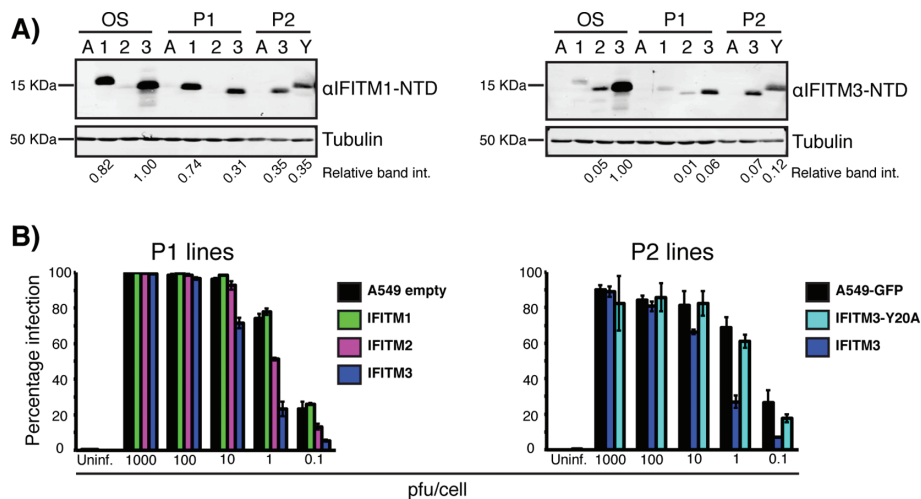 A)
OS P1 P2
A 1 2 3 A 1 2 3 A 3 Y
15 KDa
αIFITM1-NTD
50 KDa
Tubulin
0.82 1.00 0.74 0.31 0.35 0.35 Relative band int.
OS P1 P2
A 1 2 3 A 1 2 3 A 3 Y
15 KDa
αIFITM3-NTD
50 KDa
Tubulin
0.05 1.00 0.01 0.06 0.07 0.12 Relative band int.
B)
P1 lines
Percentage infection
100
80
60
40
20
0
Uninf. 1000 100 10 1 0.1
A549 empty
IFITM1
IFITM2
IFITM3
P2 lines
100
80
60
40
20
0
Uninf. 1000 100 10 1 0.1
A549-GFP
IFITM3-Y20A
IFITM3
pfu/cell